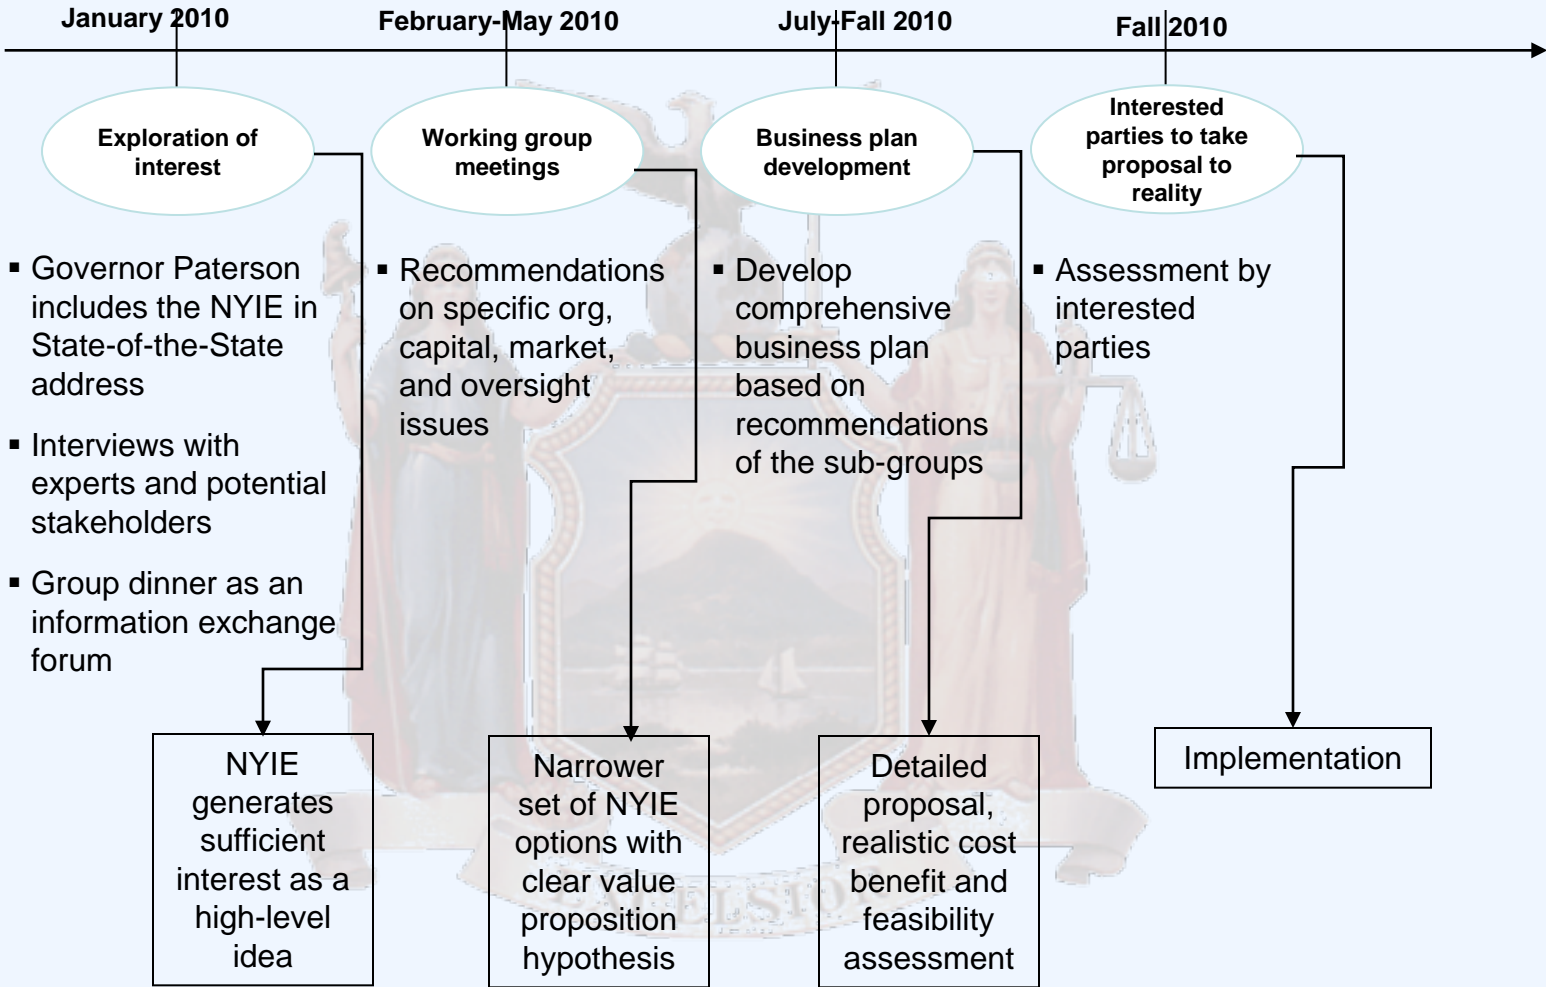 January 2010
February-May 2010
July-Fall 2010
Fall 2010
Exploration of
interest
Working group
meetings
Business plan
development
Interested
parties to take
proposal to
reality
▪ Governor Paterson
includes the NYIE in
State-of-the-State
address
▪ Interviews with
experts and potential
stakeholders
▪ Group dinner as an
information exchange
forum
▪ Recommendations
on specific org,
capital, market,
and oversight
issues
▪ Develop
comprehensive
business plan
based on
recommendations
of the sub-groups
▪ Assessment by
interested
parties
NYIE
generates
sufficient
interest as a
high-level
idea
Narrower
set of NYIE
options with
clear value
proposition
hypothesis
Detailed
proposal,
realistic cost
benefit and
feasibility
assessment
Implementation
EXCELSIOR